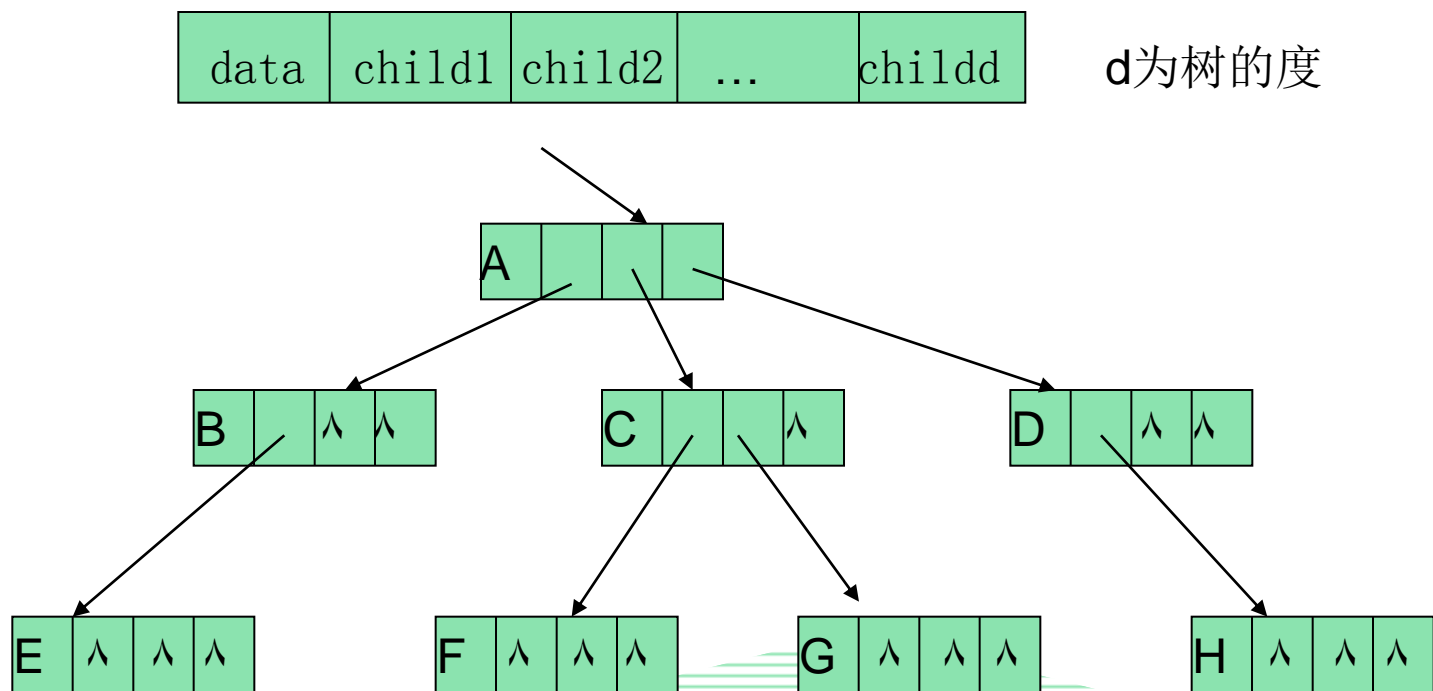 data child1 child2 … childd d为树的度
A
B ∧ ∧ C ∧ D ∧ ∧
E ∧ ∧ ∧ F ∧ ∧ ∧ G ∧ ∧ ∧ H ∧ ∧ ∧